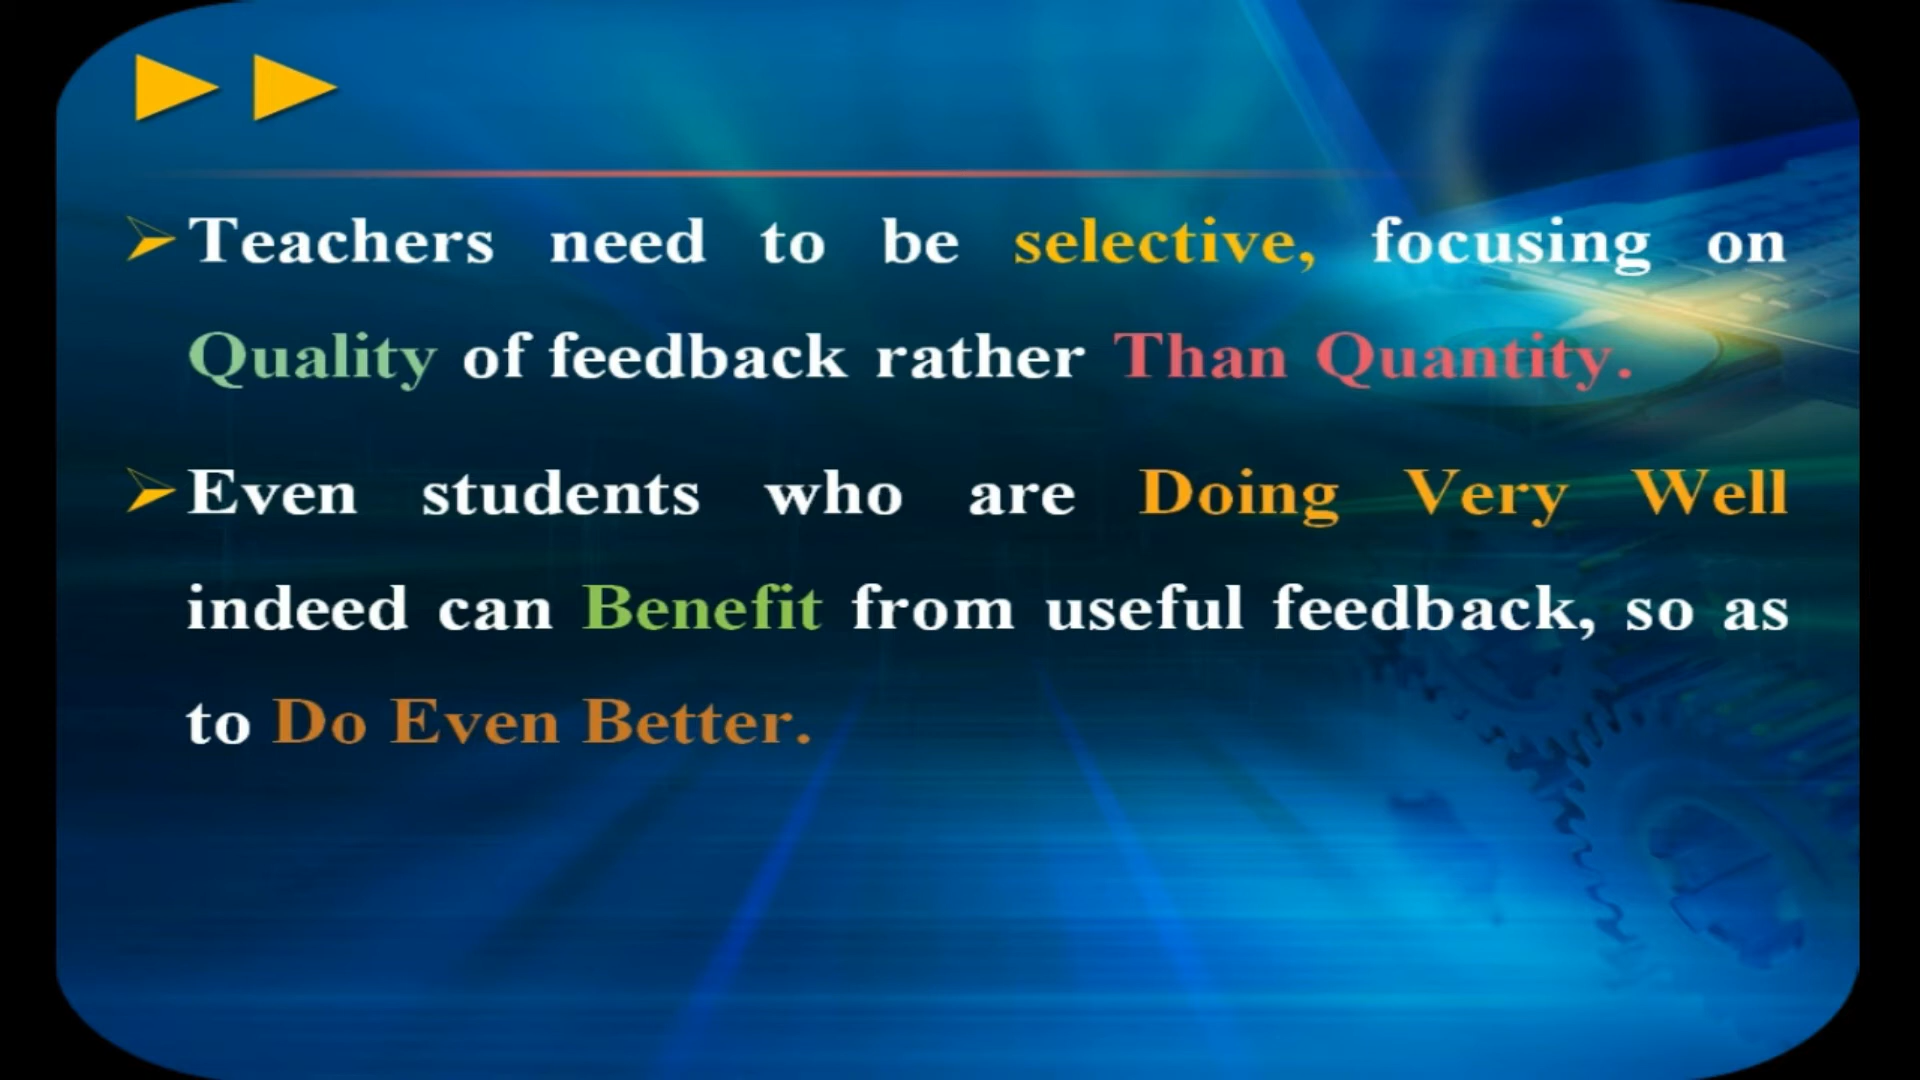 Teachers need to be selective, focusing on
Quality of feedback rather Than Quantity.
Even students who are Doing Very Well
indeed can Benefit from useful feedback, so as
to Do Even Better.